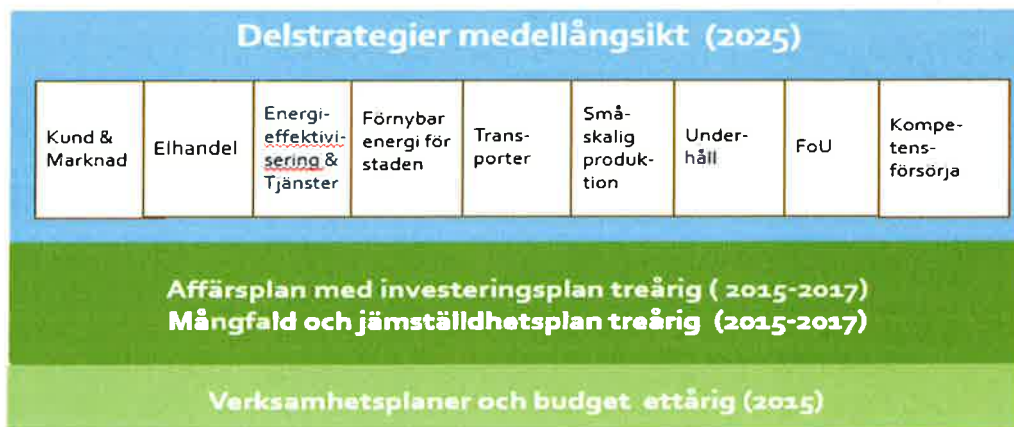 Delstrategier medellångsikt (2025)
Kund &
Marknad
Elhandel
Energi-
effektivi-
sering &
Tjänster
Förnybar
energi för
staden
Trans-
porter
Små-
skalig
produk-
tion
Under-
håll
FoU
Kompe-
tens-
försörja
Affärsplan med investeringsplan treårig ( 2015-2017)
Mångfald och jämställdhetsplan treårig (2015-2017)
Verksamhetsplaner och budget ettårig (2015)